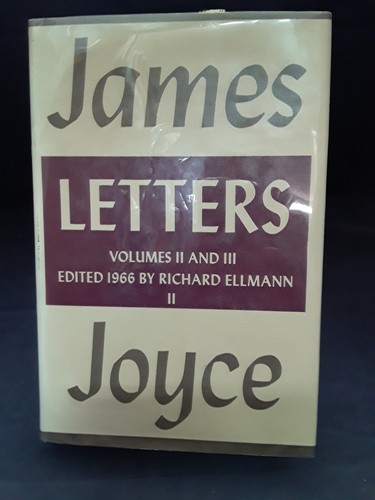 James
LETTERS
VOLUMES II AND III
EDITED 1966 BY RICHARD ELLMANN
II
Joyce